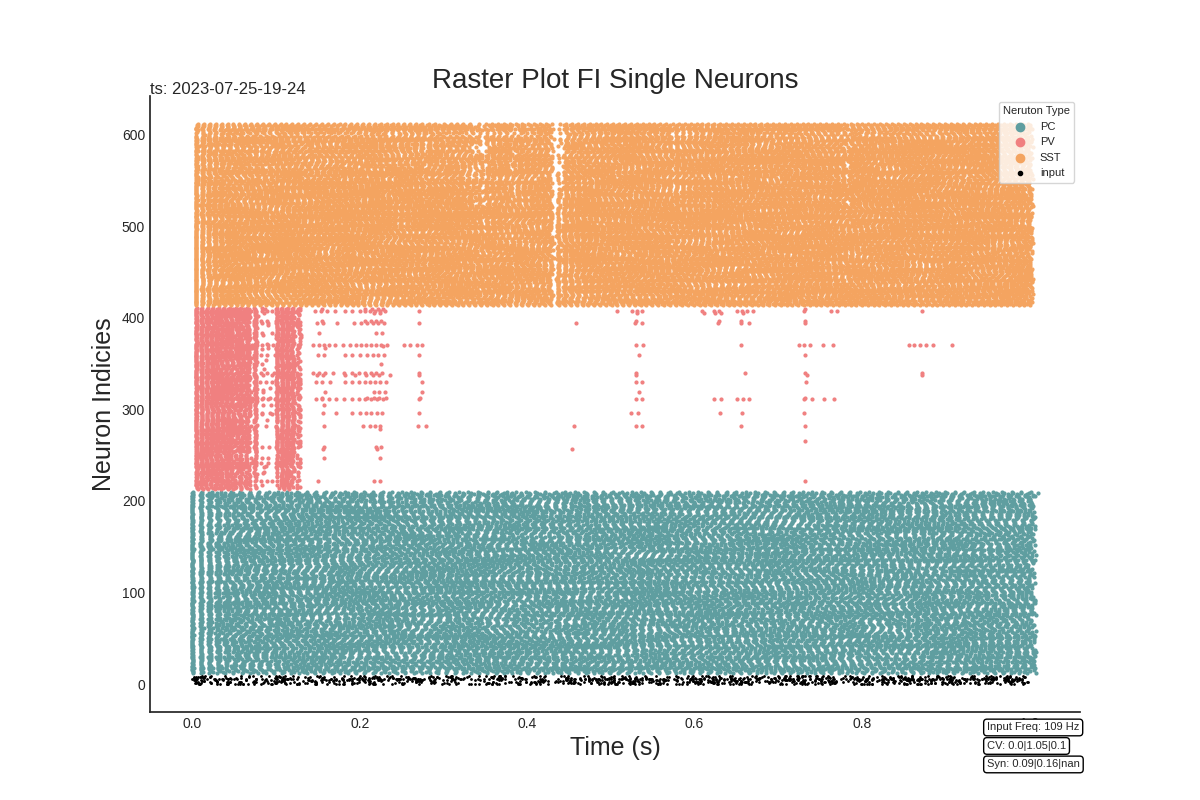 Raster Plot FI Single Neurons
ts: 2023-07-25-19-24
Neruton Type
PC
PV
SST
input
Neuron Indicies
600
500
400
300
200
100
0
0.0 0.2 0.4 0.6 0.8
Time (s)
Input Freq: 109 Hz
CV: 0.0|1.05|0.1
Syn: 0.09|0.16|nan